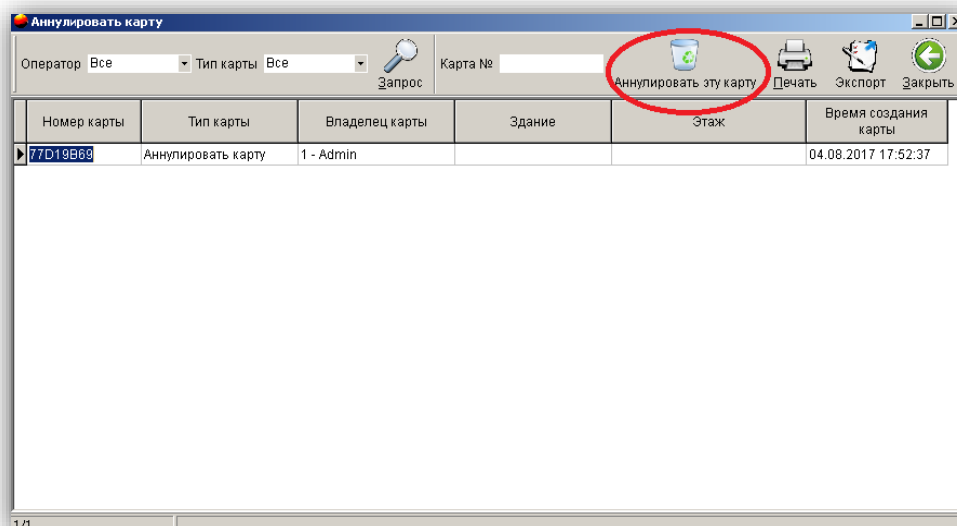 Аннулировать карту
Оператор Все Тип карты Все Запрос Карта № Аннулировать эту карту Печать Экспорт Закрыть
Номер карты Тип карты Владелец карты Здание Этаж Время создания
карты
77D19B69 Аннулировать карту 1 - Admin 04.08.2017 17:52:37
1/1